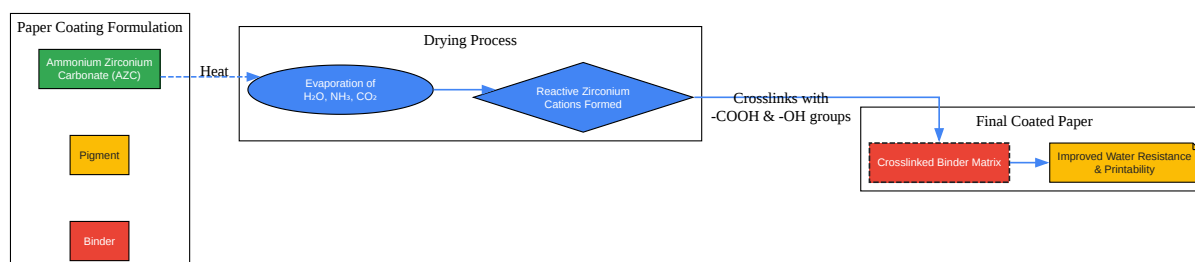 Paper Coating Formulation
Ammonium Zirconium
Carbonate (AZC)
Pigment
Binder
Heat
Drying Process
Evaporation of
H₂O, NH₃, CO₂
Reactive Zirconium
Cations Formed
Crosslinks with
-COOH & -OH groups
Final Coated Paper
Crosslinked Binder Matrix
Improved Water Resistance
& Printability